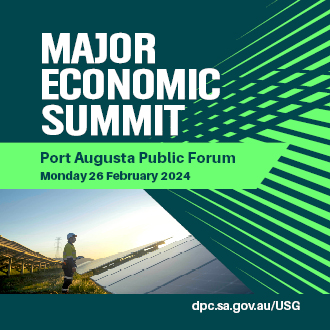 MAJOR
ECONOMIC
SUMMIT
Port Augusta Public Forum
Monday 26 February 2024
dpc.sa.gov.au/USG